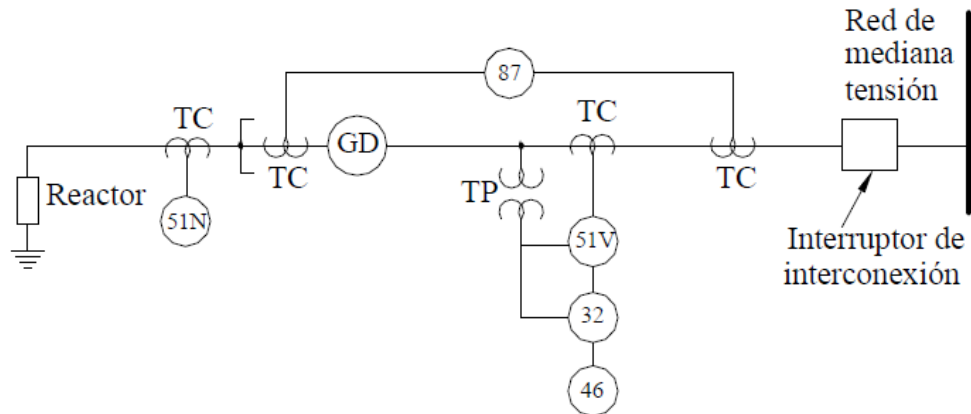 Red de
mediana
tensión
87
TC
TC
GD
TC
TP
TC
Reactor
51N
51V
Interruptor de
interconexión
32
46